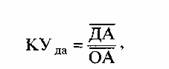 КУ да = ДА / ОА ,